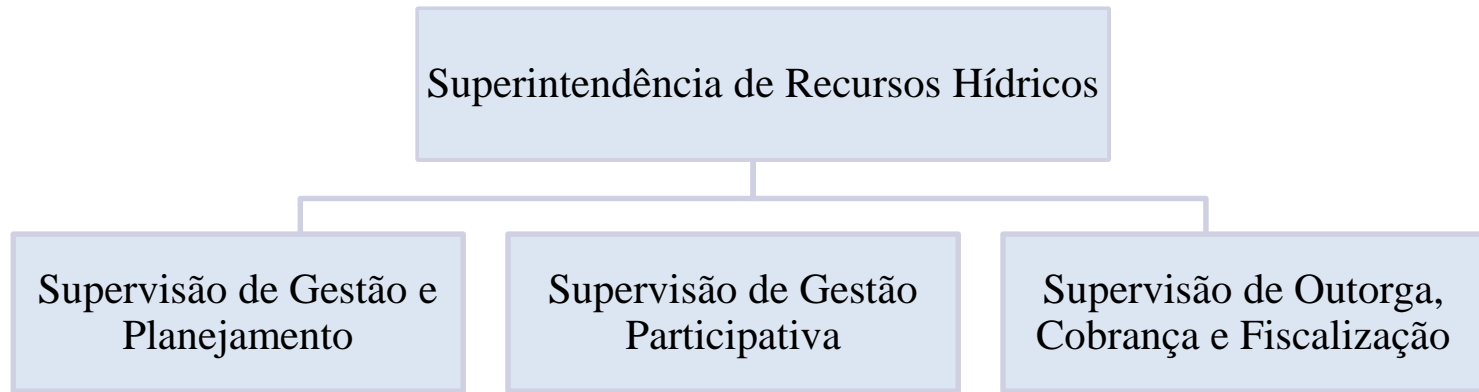 Superintendência de Recursos Hídricos
Supervisão de Gestão e
Planejamento
Supervisão de Gestão
Participativa
Supervisão de Outorga,
Cobrança e Fiscalização